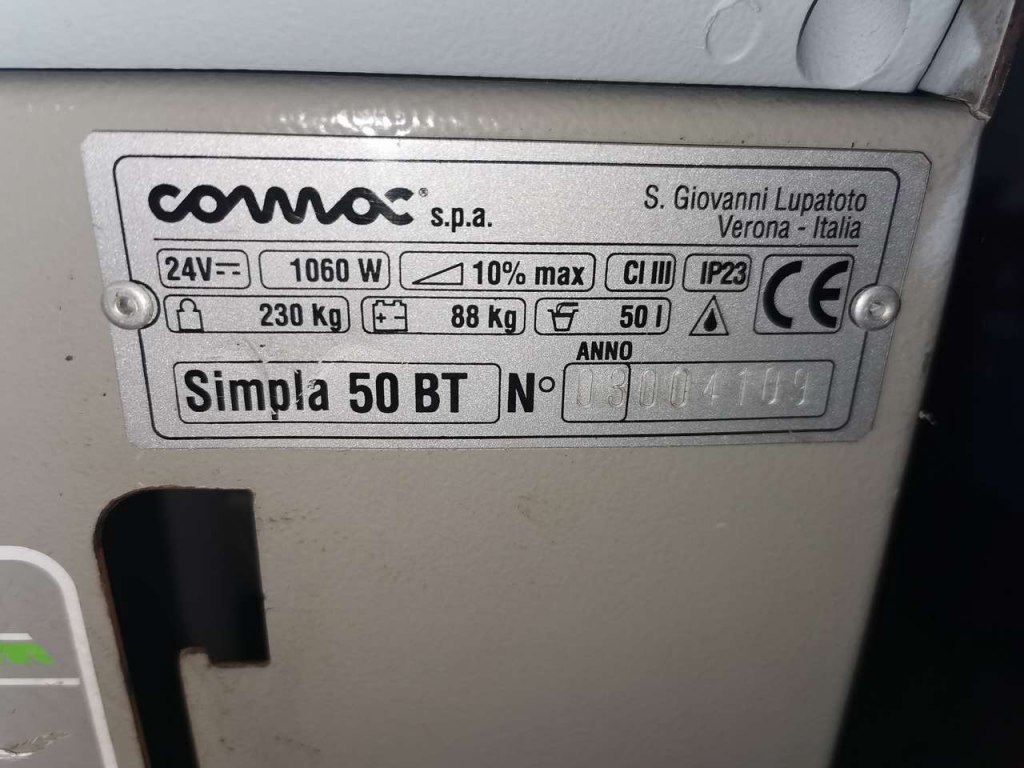 comac® s.p.a.
S. Giovanni Lupatoto
Verona - Italia
24V 1060 W 10% max Cl III IP23 CE
230 Kg 88 Kg 50 l
ANNO
Simpla 50 BT N° 03004109